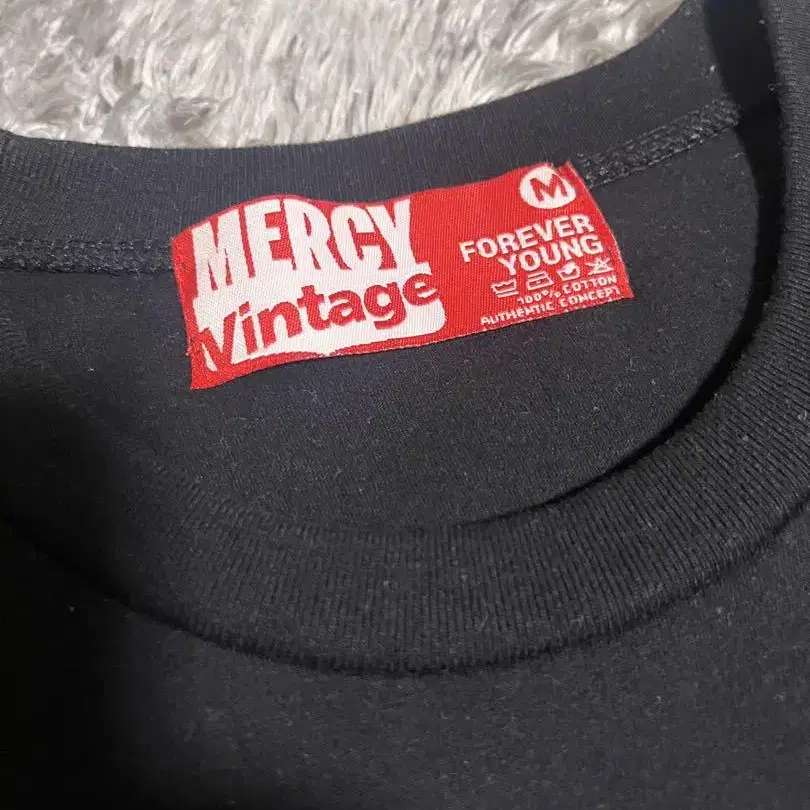 MERCY
Vintage
M
FOREVER
YOUNG
100% COTTON
AUTHENTIC CONCEPT